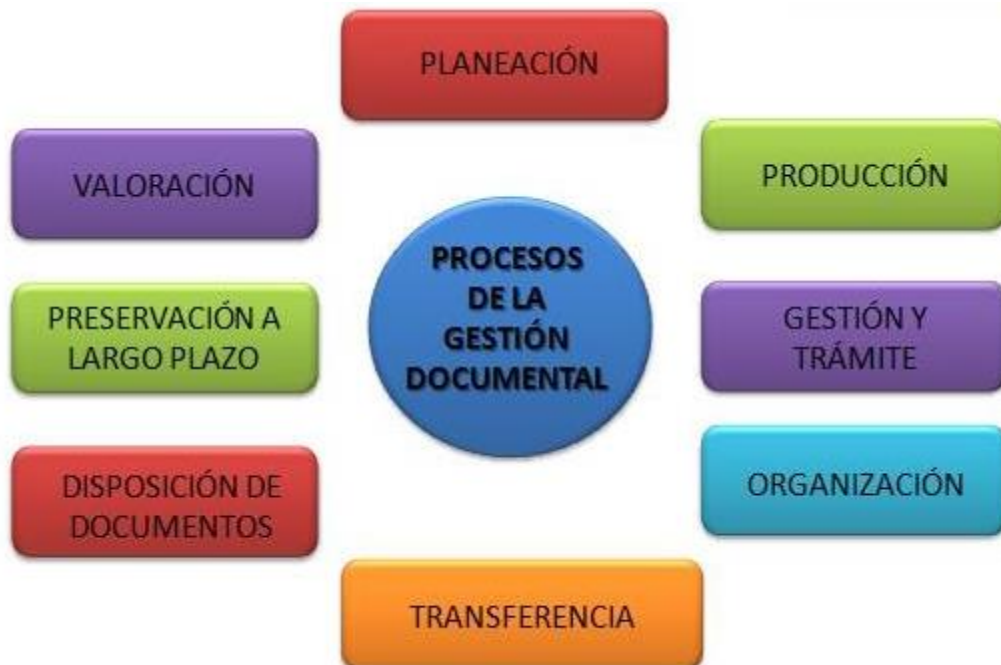 PLANEACIÓN
PRODUCCIÓN
GESTIÓN Y
TRÁMITE
ORGANIZACIÓN
TRANSFERENCIA
DISPOSICIÓN DE
DOCUMENTOS
PRESERVACIÓN A
LARGO PLAZO
VALORACIÓN
PROCESOS
DE LA
GESTIÓN
DOCUMENTAL